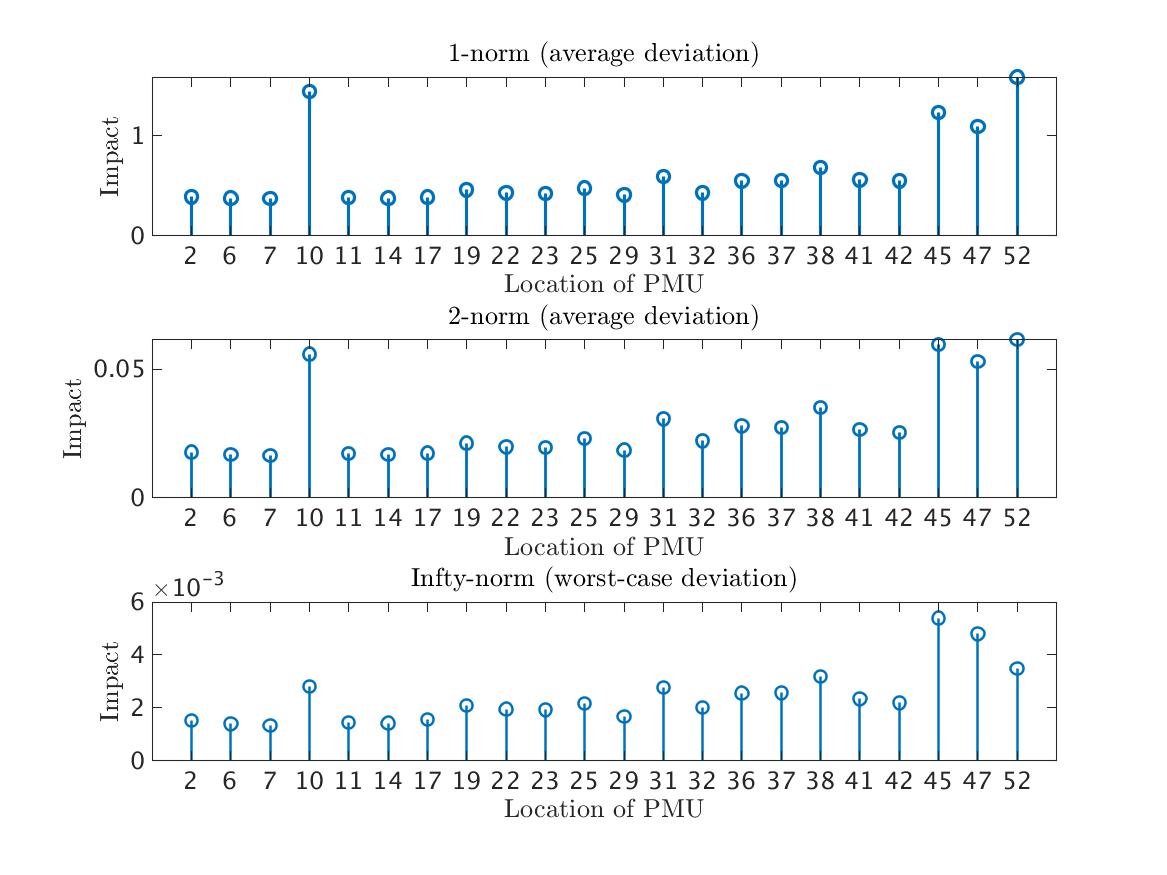 1-norm (average deviation)
Impact
1
0
2 6 7 10 11 14 17 19 22 23 25 29 31 32 36 37 38 41 42 45 47 52
Location of PMU
2-norm (average deviation)
Impact
0.05
0
2 6 7 10 11 14 17 19 22 23 25 29 31 32 36 37 38 41 42 45 47 52
Location of PMU
Infty-norm (worst-case deviation)
×10⁻³
Impact
6
4
2
0
2 6 7 10 11 14 17 19 22 23 25 29 31 32 36 37 38 41 42 45 47 52
Location of PMU